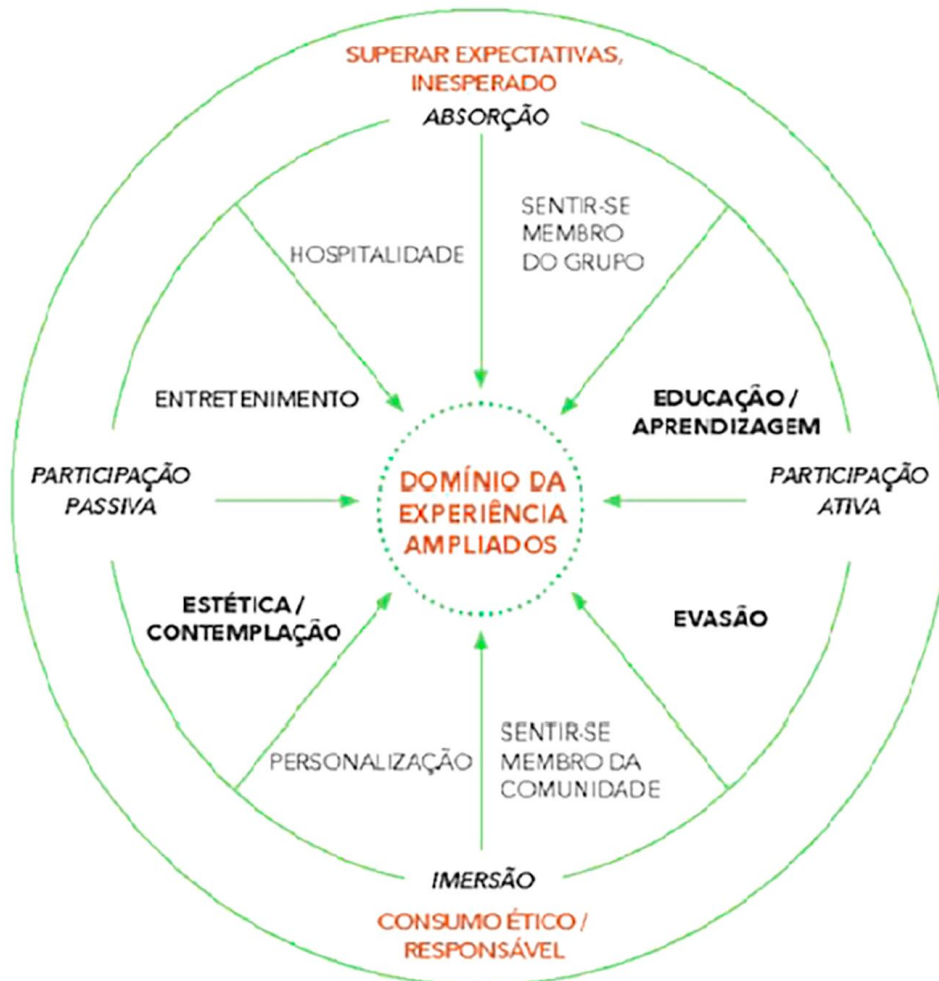 SUPERAR EXPECTATIVAS,
INESPERADO
ABSORÇÃO
SENTIR-SE
MEMBRO
DO GRUPO
HOSPITALIDADE
ENTRETENIMENTO
EDUCAÇÃO /
APRENDIZAGEM
PARTICIPAÇÃO
PASSIVA
DOMÍNIO DA
EXPERIÊNCIA
AMPLIADOS
PARTICIPAÇÃO
ATIVA
ESTÉTICA /
CONTEMPLAÇÃO
EVASÃO
PERSONALIZAÇÃO
SENTIR-SE
MEMBRO DA
COMUNIDADE
IMERSÃO
CONSUMO ÉTICO /
RESPONSÁVEL